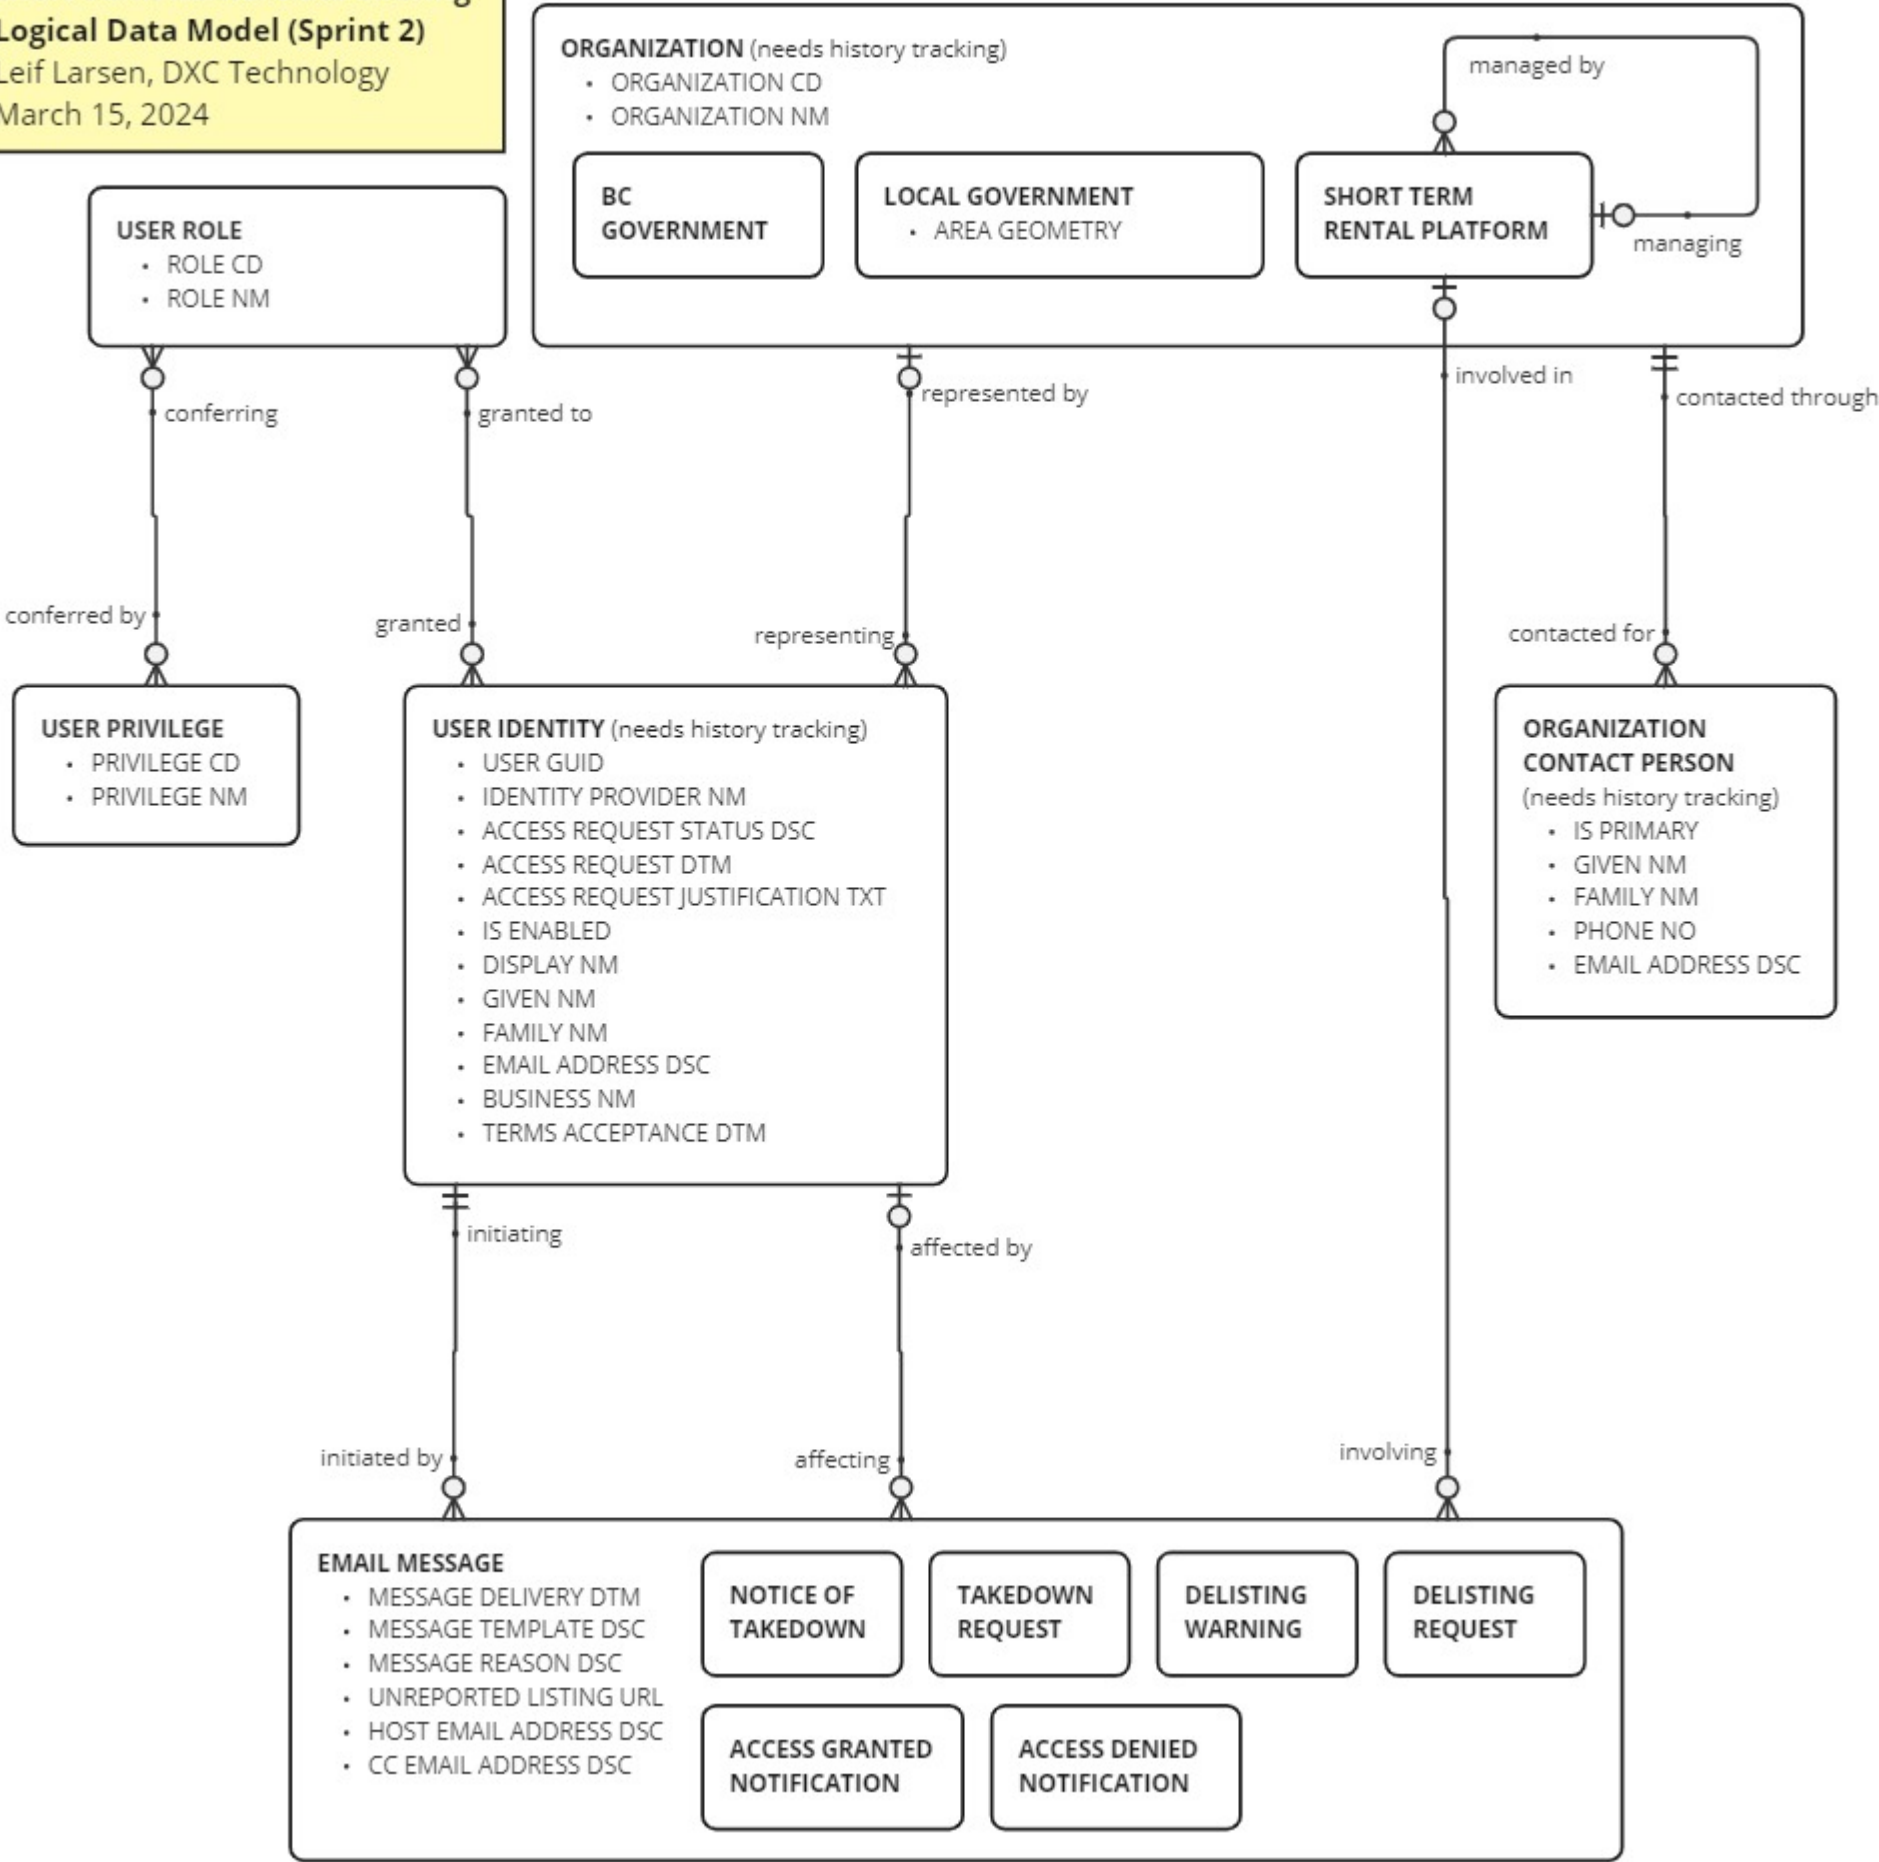 Logical Data Model (Sprint 2)
Leif Larsen, DXC Technology
March 15, 2024
ORGANIZATION (needs history tracking)
• ORGANIZATION CD
• ORGANIZATION NM
managed by
BC
GOVERNMENT
LOCAL GOVERNMENT
• AREA GEOMETRY
SHORT TERM
RENTAL PLATFORM
managing
USER ROLE
• ROLE CD
• ROLE NM
conferring
granted to
represented by
involved in
contacted through
conferred by
granted
representing
contacted for
USER PRIVILEGE
• PRIVILEGE CD
• PRIVILEGE NM
USER IDENTITY (needs history tracking)
• USER GUID
• IDENTITY PROVIDER NM
• ACCESS REQUEST STATUS DSC
• ACCESS REQUEST DTM
• ACCESS REQUEST JUSTIFICATION TXT
• IS ENABLED
• DISPLAY NM
• GIVEN NM
• FAMILY NM
• EMAIL ADDRESS DSC
• BUSINESS NM
• TERMS ACCEPTANCE DTM
ORGANIZATION
CONTACT PERSON
(needs history tracking)
• IS PRIMARY
• GIVEN NM
• FAMILY NM
• PHONE NO
• EMAIL ADDRESS DSC
initiating
affected by
initiated by
affecting
involving
EMAIL MESSAGE
• MESSAGE DELIVERY DTM
• MESSAGE TEMPLATE DSC
• MESSAGE REASON DSC
• UNREPORTED LISTING URL
• HOST EMAIL ADDRESS DSC
• CC EMAIL ADDRESS DSC
NOTICE OF
TAKEDOWN
TAKEDOWN
REQUEST
DELISTING
WARNING
DELISTING
REQUEST
ACCESS GRANTED
NOTIFICATION
ACCESS DENIED
NOTIFICATION